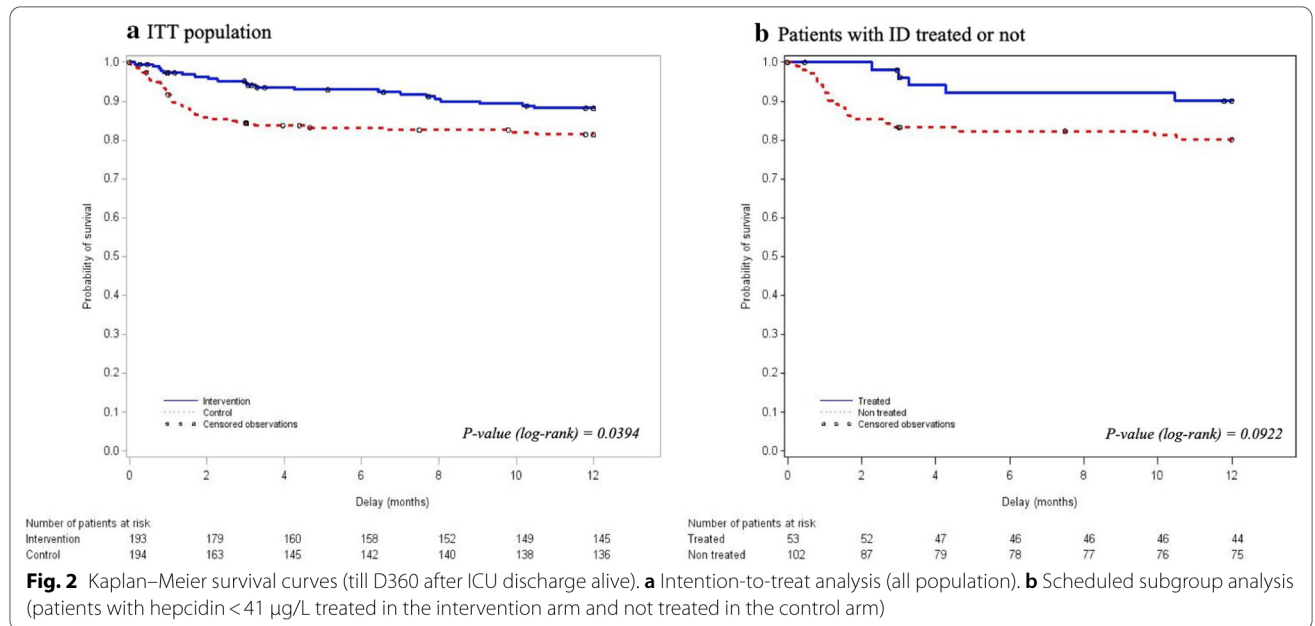 a ITT population
1.0
0.9
0.8
0.7
0.6
0.5
0.4
0.3
0.2
0.1
0.0
Probability of survival
Intervention
Control
Censored observations
P-value (log-rank) = 0.0394
0 2 4 6 8 10 12
Delay (months)
Number of patients at risk
Intervention 193 179 160 158 152 149 145
Control 194 163 145 142 140 138 136
b Patients with ID treated or not
1.0
0.9
0.8
0.7
0.6
0.5
0.4
0.3
0.2
0.1
0.0
Probability of survival
Treated
Non treated
Censored observations
P-value (log-rank) = 0.0922
0 2 4 6 8 10 12
Delay (months)
Number of patients at risk
Treated 53 52 47 46 46 46 44
Non treated 102 87 79 78 77 76 75
Fig. 2 Kaplan–Meier survival curves (till D360 after ICU discharge alive). a Intention-to-treat analysis (all population). b Scheduled subgroup analysis
(patients with hepcidin < 41 µg/L treated in the intervention arm and not treated in the control arm)